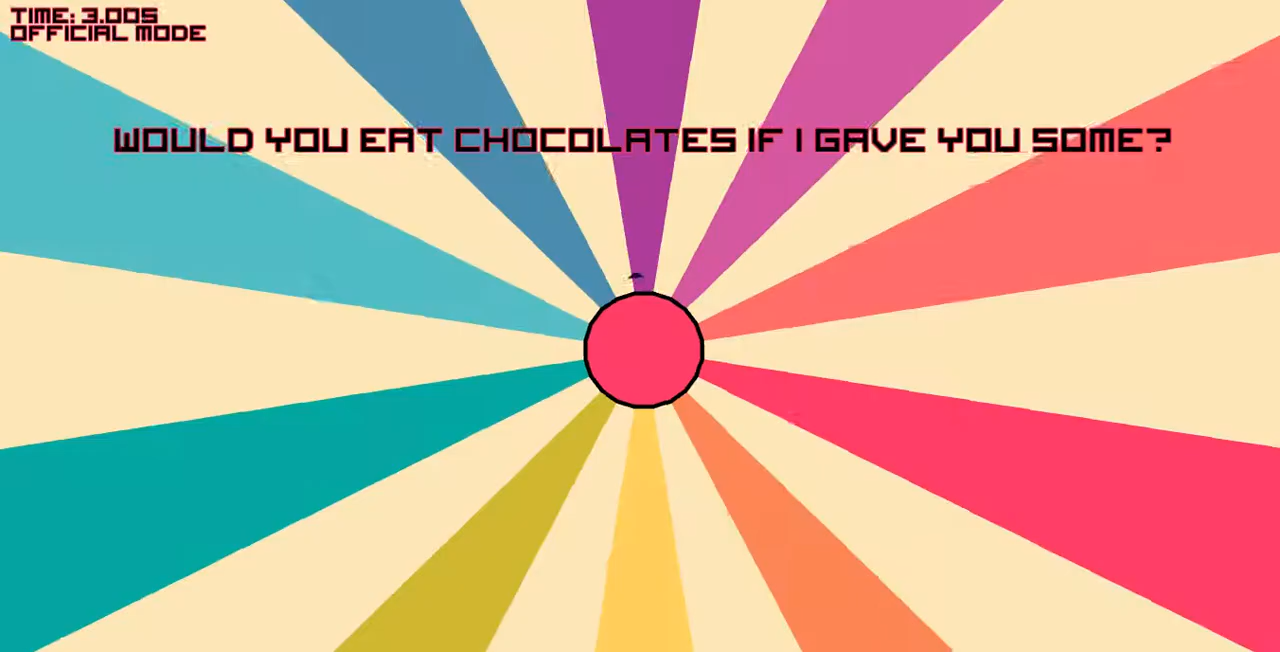 TIME: 3.00S
OFFICIAL MODE
WOULD YOU EAT CHOCOLATES IF I GAVE YOU SOME?